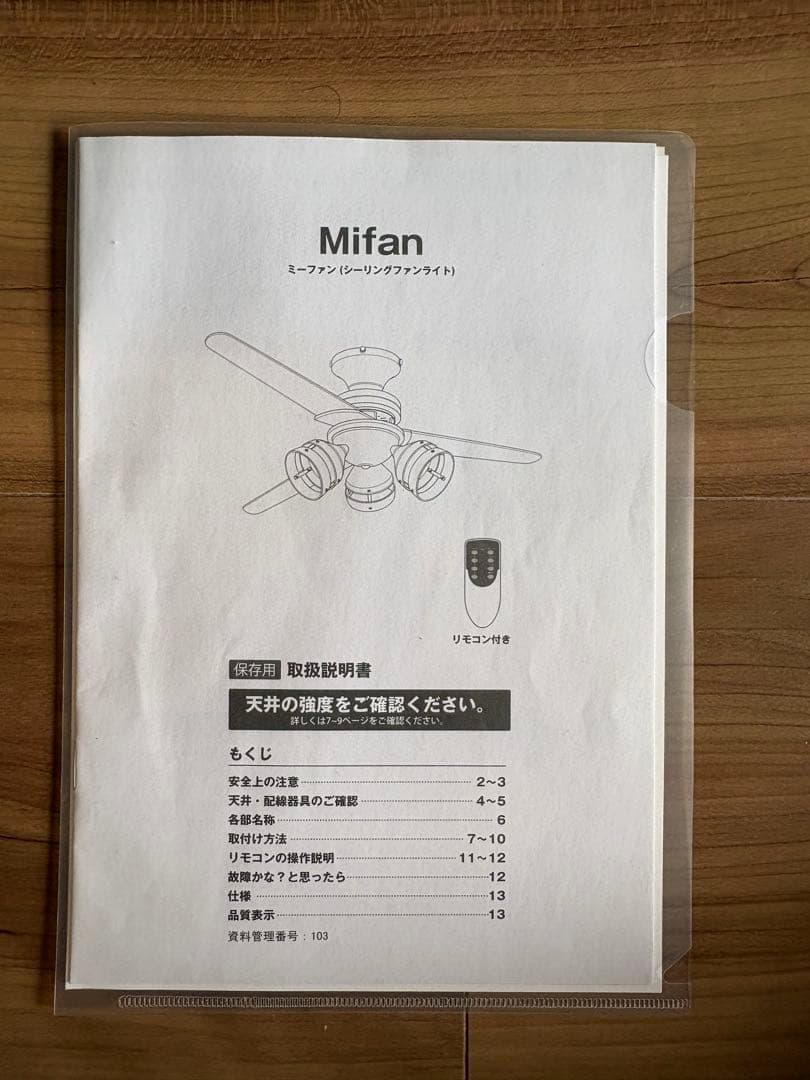 Mifan
ミーファン (シーリングファンライト)
リモコン付き
保存用 取扱説明書
天井の強度をご確認ください。
詳しくは7~9ページをご確認ください。
もくじ
安全上の注意 2〜3
天井・配線器具のご確認 4〜5
各部名称 6
取付け方法 7〜10
リモコンの操作説明 11〜12
故障かな？と思ったら 12
仕様 13
品質表示 13
資料管理番号：103